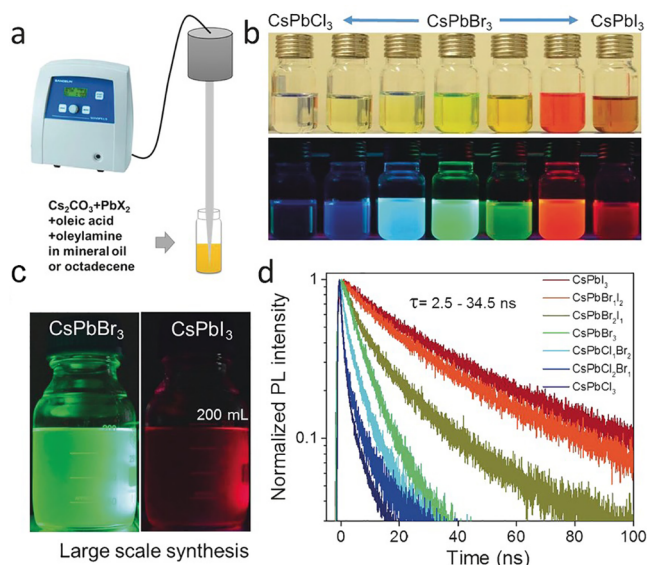 a
Cs₂CO₃+PbX₂
+oleic acid
+oleylamine
in mineral oil
or octadecene
b
CsPbCl₃ CsPbBr₃ CsPbI₃
c
CsPbBr₃ CsPbI₃
200 mL
Large scale synthesis
d
τ= 2.5 - 34.5 ns
CsPbI₃
CsPbBr₁I₂
CsPbBr₂I₁
CsPbBr₃
CsPbCl₁Br₂
CsPbCl₂Br₁
CsPbCl₃
Normalized PL intensity
1
0.1
0 20 40 60 80 100
Time (ns)